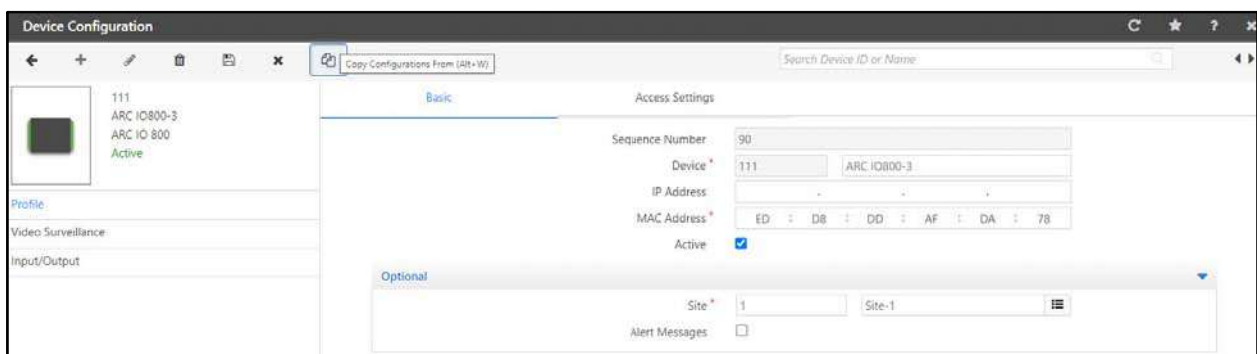 Device Configuration
?
Copy Configurations From (Alt+W)
Search Device ID or Name
111
ARC IO800-3
ARC IO 800
Active
Profile
Video Surveillance
Input/Output
Basic
Access Settings
Sequence Number 90
Device * 111 ARC IO800-3
IP Address . . .
MAC Address * ED : D8 : DD : AF : DA : 78
Active
Optional
Site * 1 Site-1
Alert Messages